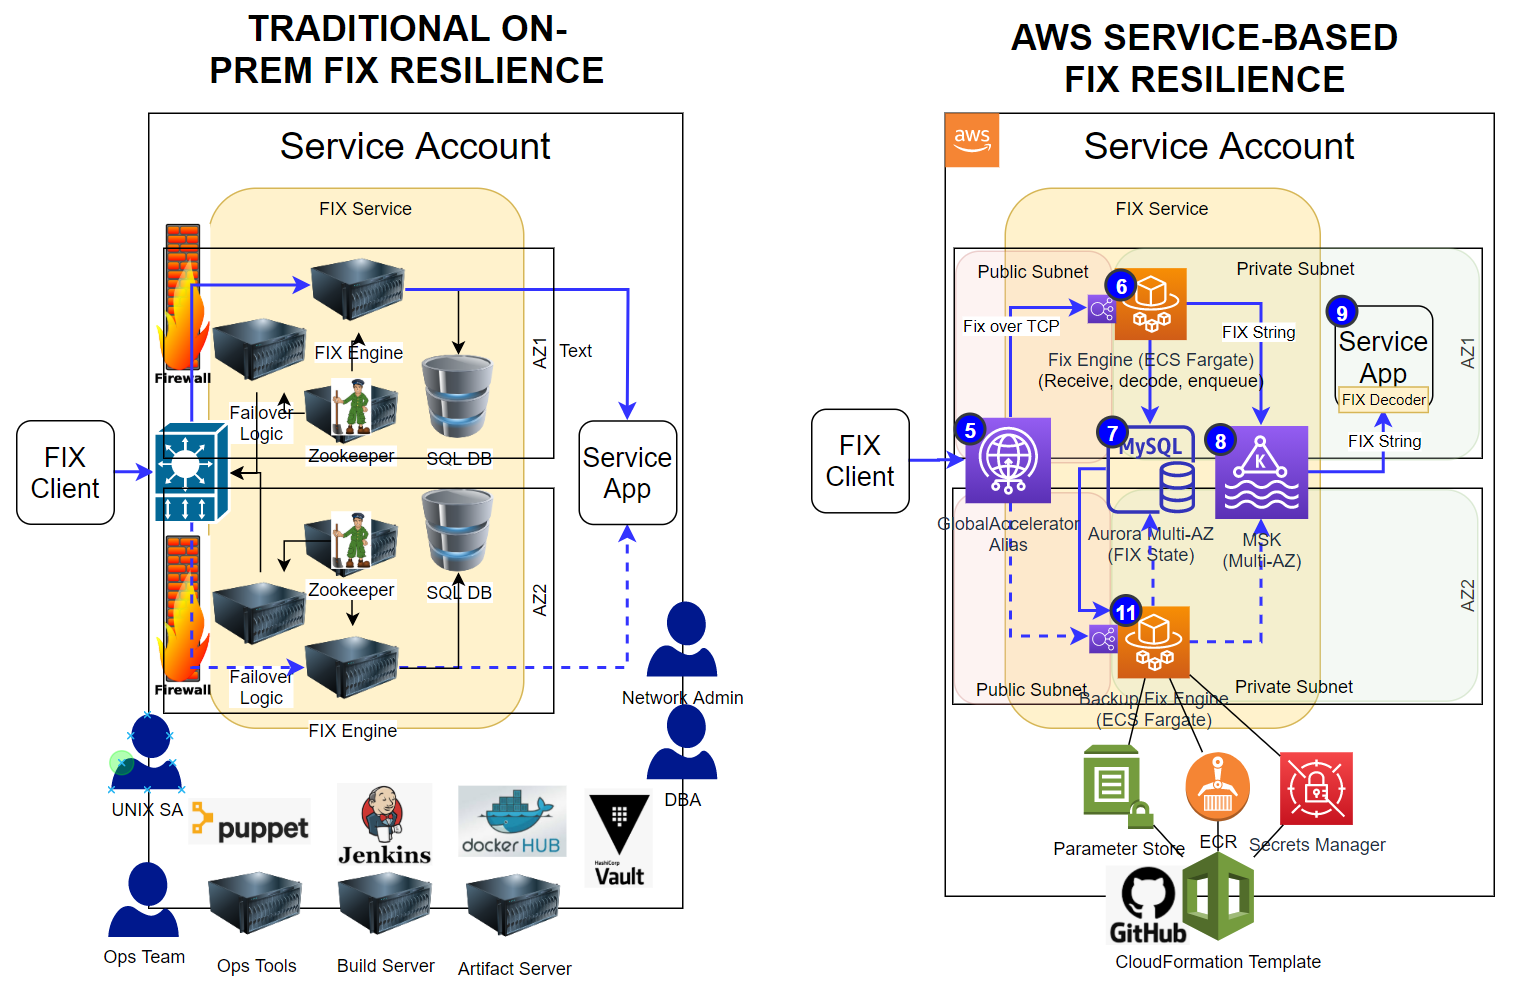 TRADITIONAL ON-
PREM FIX RESILIENCE
Service Account
FIX Service
Firewall
FIX Engine
AZ1
Text
Failover
Logic
Zookeeper
SQL DB
FIX
Client
Service
App
Zookeeper
SQL DB
AZ2
Firewall
Failover
Logic
FIX Engine
Network Admin
DBA
UNIX SA
puppet
Jenkins
docker HUB
HashiCorp
Vault
Ops Team
Ops Tools
Build Server
Artifact Server
AWS SERVICE-BASED
FIX RESILIENCE
aws
Service Account
FIX Service
Public Subnet
Private Subnet
6
9
Fix over TCP
FIX String
Service
App
FIX Decoder
AZ1
Fix Engine (ECS Fargate)
(Receive, decode, enqueue)
FIX
Client
5
7
MySQL
8
K
FIX String
GlobalAccelerator
Alias
Aurora Multi-AZ
(FIX State)
MSK
(Multi-AZ)
AZ2
11
Public Subnet
Private Subnet
Backup Fix Engine
(ECS Fargate)
Parameter Store
ECR
Secrets Manager
GitHub
CloudFormation Template